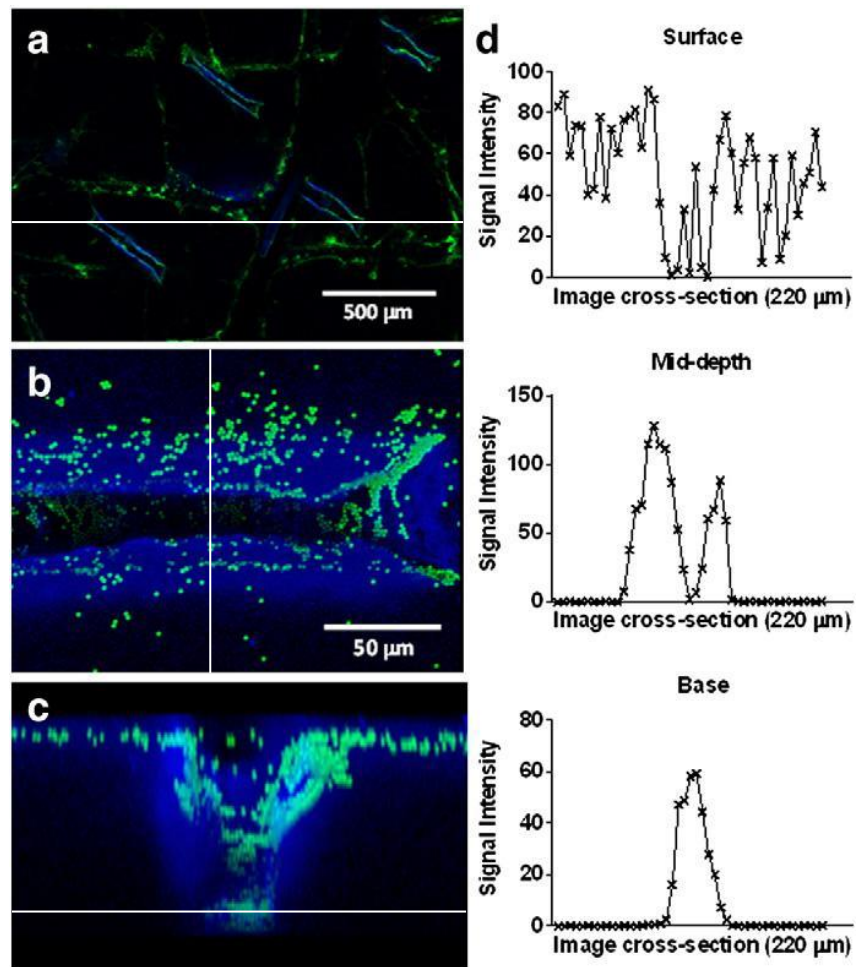 a
500 µm
b
50 µm
c
d
Surface
Signal Intensity
100
80
60
40
20
0
Image cross-section (220 µm)
Mid-depth
Signal Intensity
150
100
50
0
Image cross-section (220 µm)
Base
Signal Intensity
80
60
40
20
0
Image cross-section (220 µm)